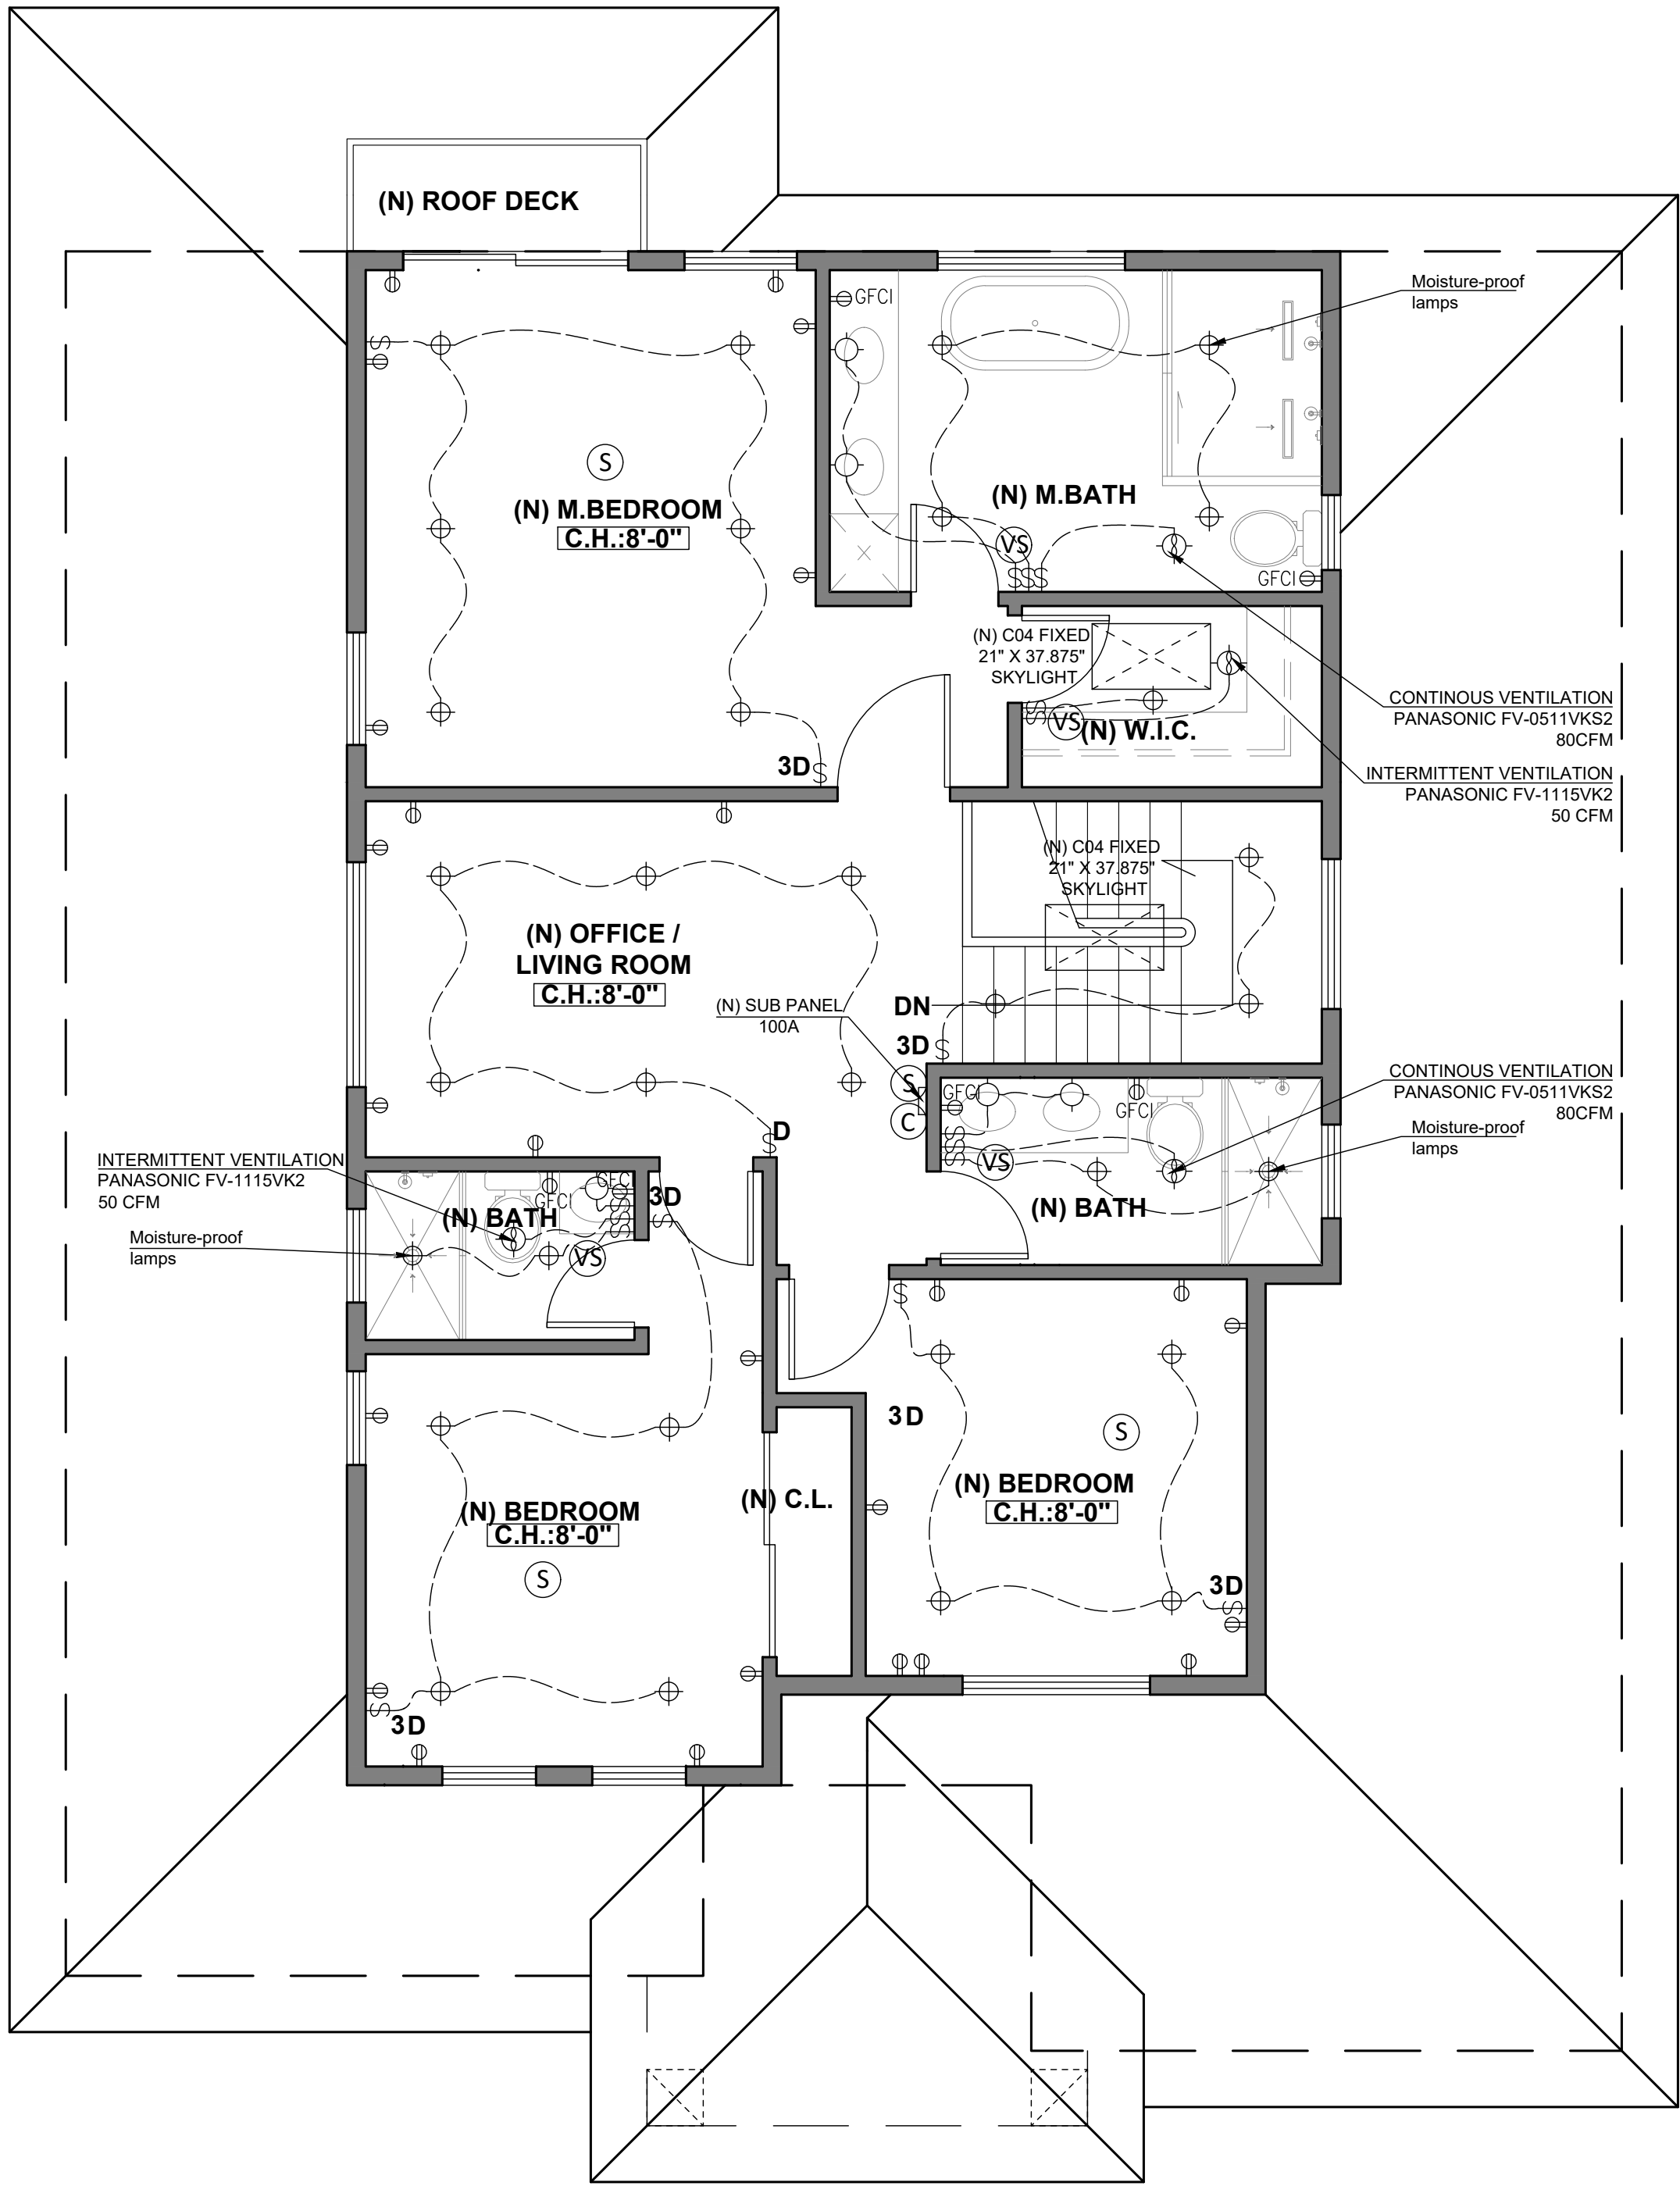 (N) ROOF DECK
GFCI
Moisture-proof
lamps
S
(N) M.BEDROOM
C.H.:8'-0"
(N) M.BATH
VS
SSS
GFCI
S
(N) C04 FIXED
21" X 37.875"
SKYLIGHT
S
S
VS
(N) W.I.C.
CONTINOUS VENTILATION
PANASONIC FV-0511VKS2
80CFM
3D
S
INTERMITTENT VENTILATION
PANASONIC FV-1115VK2
50 CFM
(N) C04 FIXED
21" X 37.875"
SKYLIGHT
(N) OFFICE /
LIVING ROOM
C.H.:8'-0"
(N) SUB PANEL
100A
DN
3D
S
S
C
GFCI
GFCI
S
S
S
VS
(N) BATH
CONTINOUS VENTILATION
PANASONIC FV-0511VKS2
80CFM
Moisture-proof
lamps
D
S
INTERMITTENT VENTILATION
PANASONIC FV-1115VK2
50 CFM
Moisture-proof
lamps
GFCI
GFCI
S
S
S
3D
S
(N) BATH
VS
S
3D
S
(N) BEDROOM
C.H.:8'-0"
3D
S
(N) C.L.
(N) BEDROOM
C.H.:8'-0"
S
S
3D